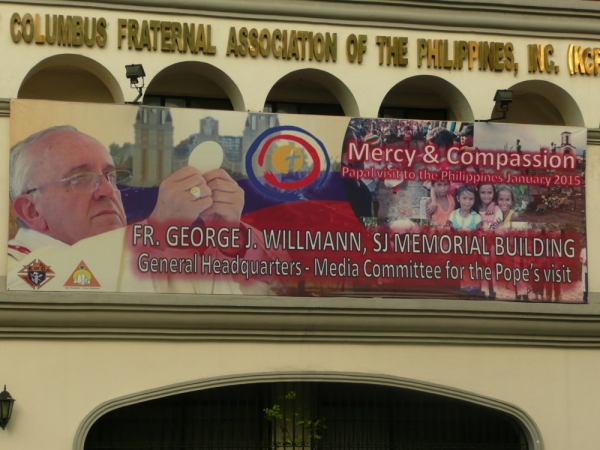 COLUMBUS FRATERNAL ASSOCIATION OF THE PHILIPPINES, INC. (KCF
Mercy & Compassion
Papal visit to the Philippines January 2015
FR. GEORGE J. WILLMANN, SJ MEMORIAL BUILDING
General Headquarters - Media Committee for the Pope's visit